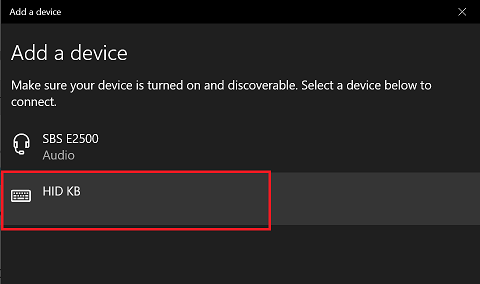 Add a device
Add a device
Make sure your device is turned on and discoverable. Select a device below to
connect.
SBS E2500
Audio
HID KB